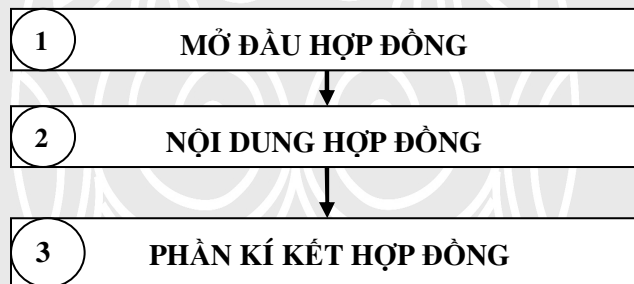 1 MỞ ĐẦU HỢP ĐỒNG
2 NỘI DUNG HỢP ĐỒNG
3 PHẦN KÍ KẾT HỢP ĐỒNG